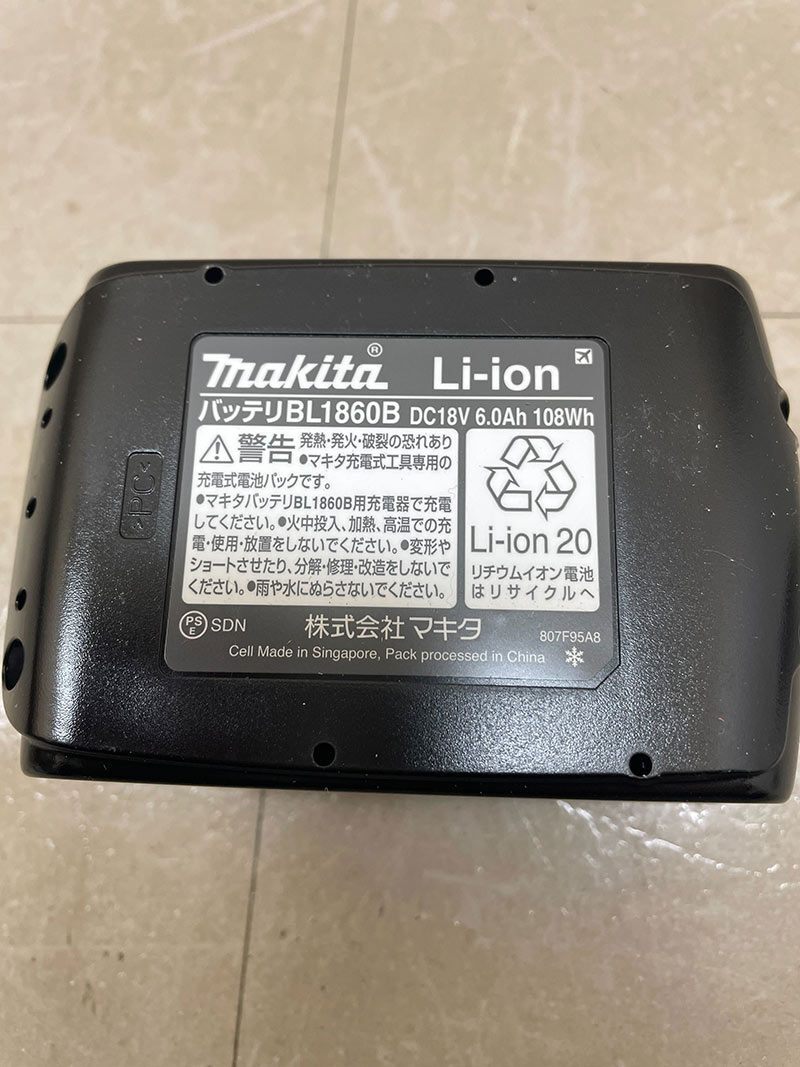 makita® Li-ion
バッテリBL1860B DC18V 6.0Ah 108Wh
警告 発熱・発火・破裂の恐れあり
●マキタ充電式工具専用の
充電式電池パックです。
●マキタバッテリBL1860B用充電器で充電
してください。●火中投入、加熱、高温での充
電・使用・放置をしないでください。●変形や
ショートさせたり、分解・修理・改造をしないで
ください。●雨や水にぬらさないでください。
Li-ion 20
リチウムイオン電池
はリサイクルへ
PS
E
SDN
株式会社 マキタ
807F95A8
Cell Made in Singapore, Pack processed in China
>PC<